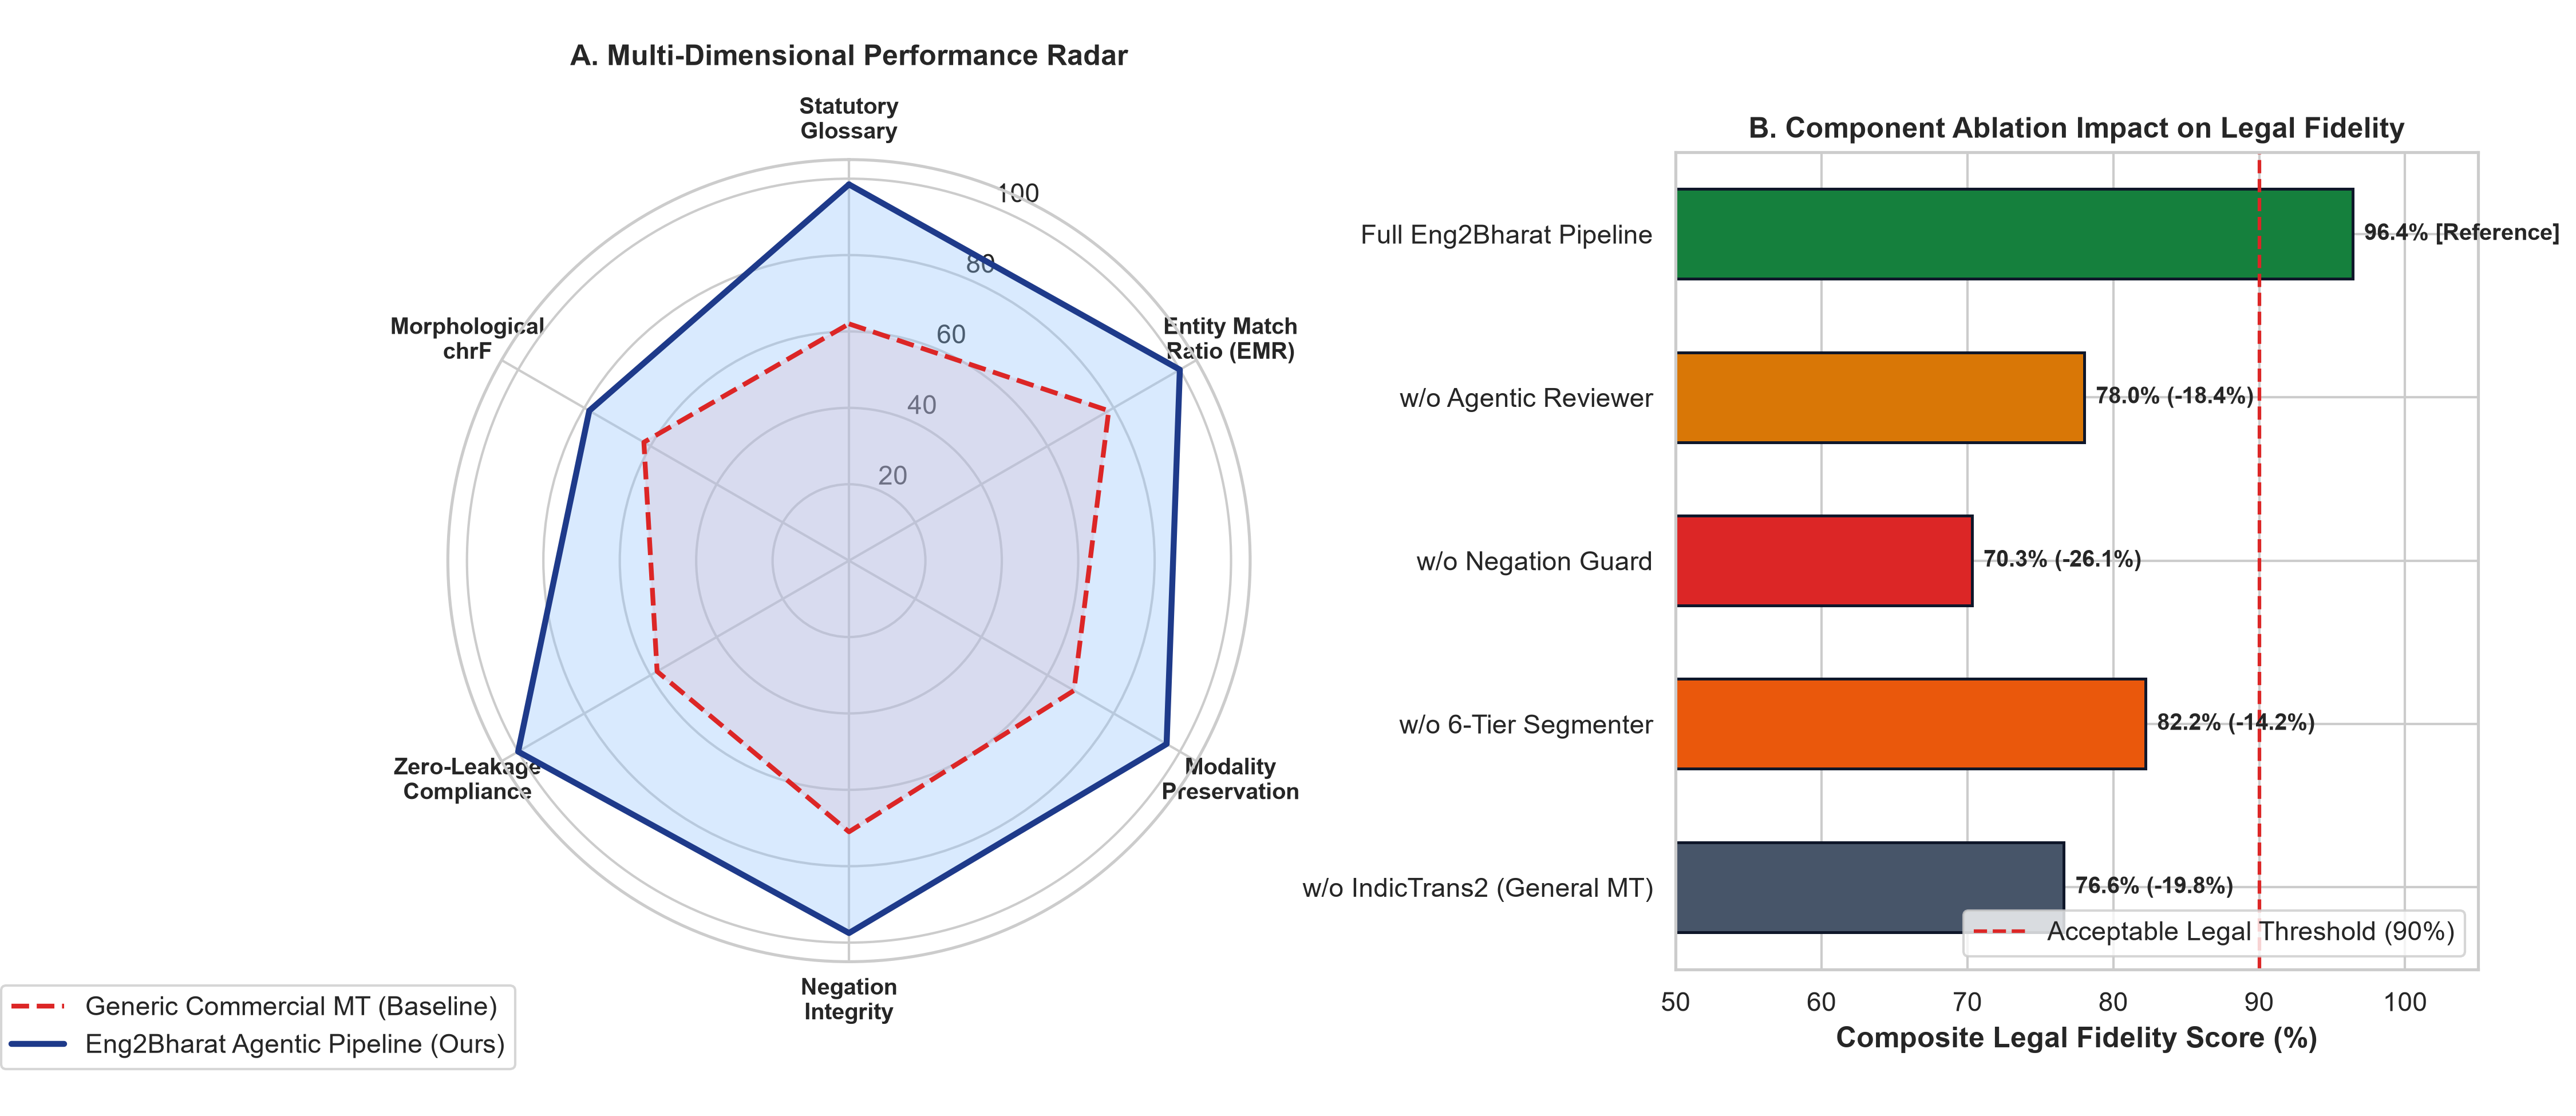 A. Multi-Dimensional Performance Radar
Statutory
Glossary
Entity Match
Ratio (EMR)
Modality
Preservation
Negation
Integrity
Zero-Leakage
Compliance
Morphological
chrF
100
80
60
40
20
Generic Commercial MT (Baseline)
Eng2Bharat Agentic Pipeline (Ours)
B. Component Ablation Impact on Legal Fidelity
Full Eng2Bharat Pipeline
96.4% [Reference]
w/o Agentic Reviewer
78.0% (-18.4%)
w/o Negation Guard
70.3% (-26.1%)
w/o 6-Tier Segmenter
82.2% (-14.2%)
w/o IndicTrans2 (General MT)
76.6% (-19.8%)
Acceptable Legal Threshold (90%)
50 60 70 80 90 100
Composite Legal Fidelity Score (%)